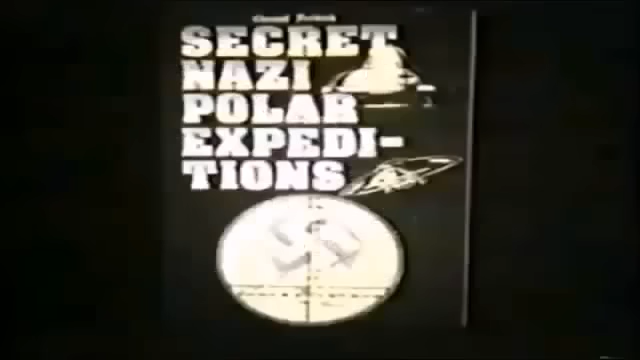 SECRET
NAZI
POLAR
EXPEDI-
TIONS